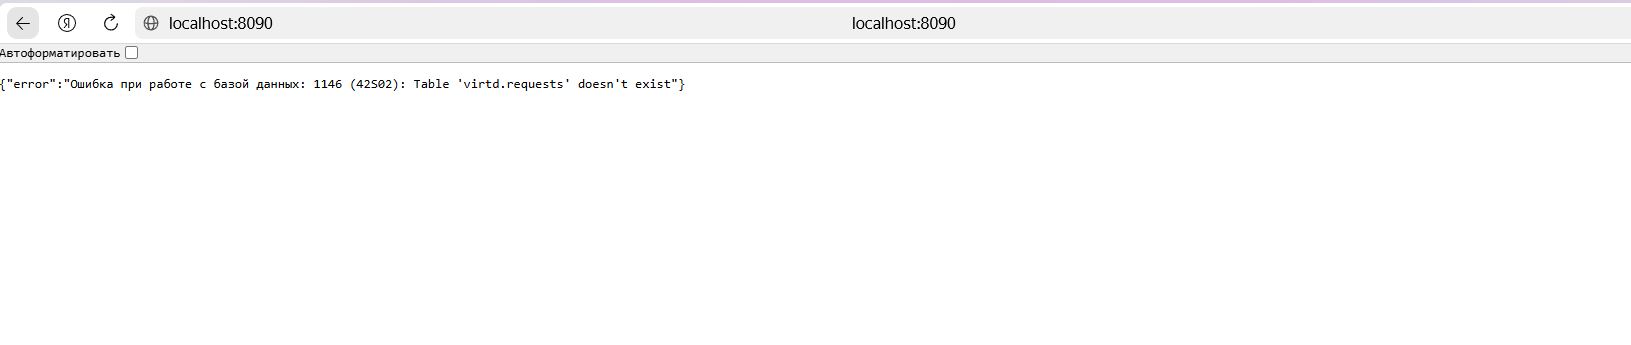 Я localhost:8090 localhost:8090
Автоформатировать
{"error":"Ошибка при работе с базой данных: 1146 (42S02): Table 'virtd.requests' doesn't exist"}